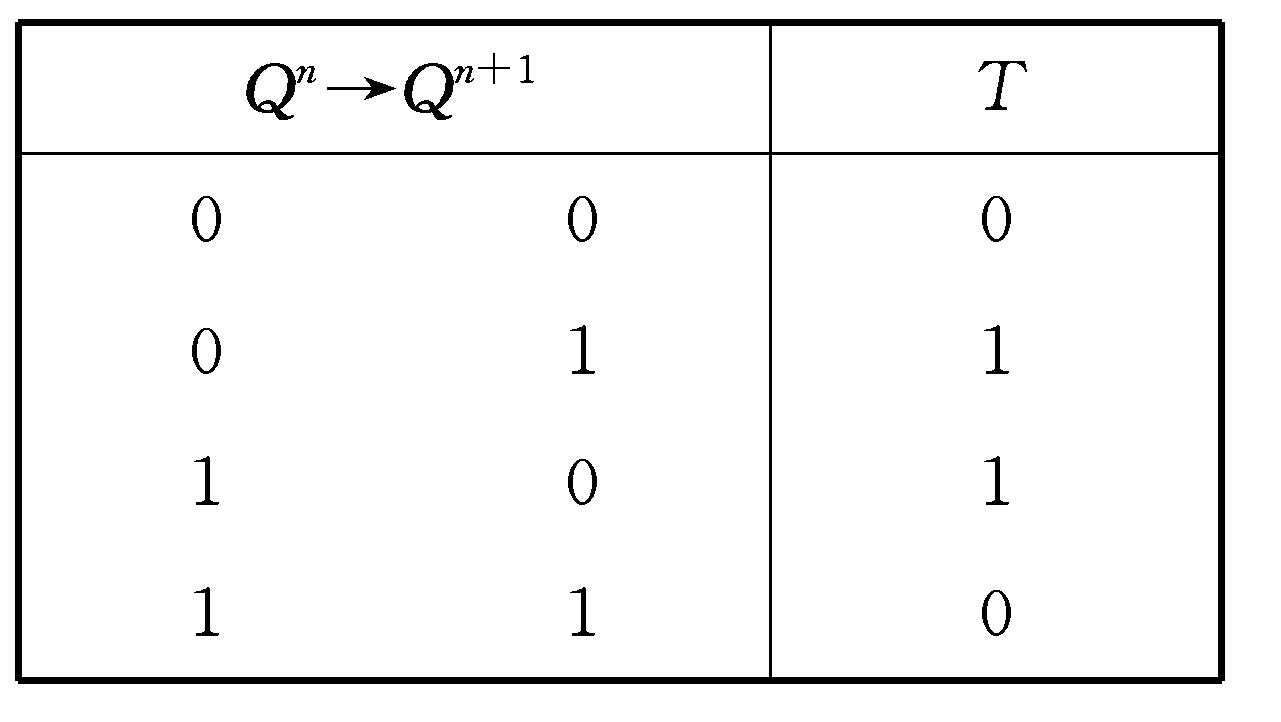 Qⁿ→Qⁿ⁺¹ T
0 0 0
0 1 1
1 0 1
1 1 0